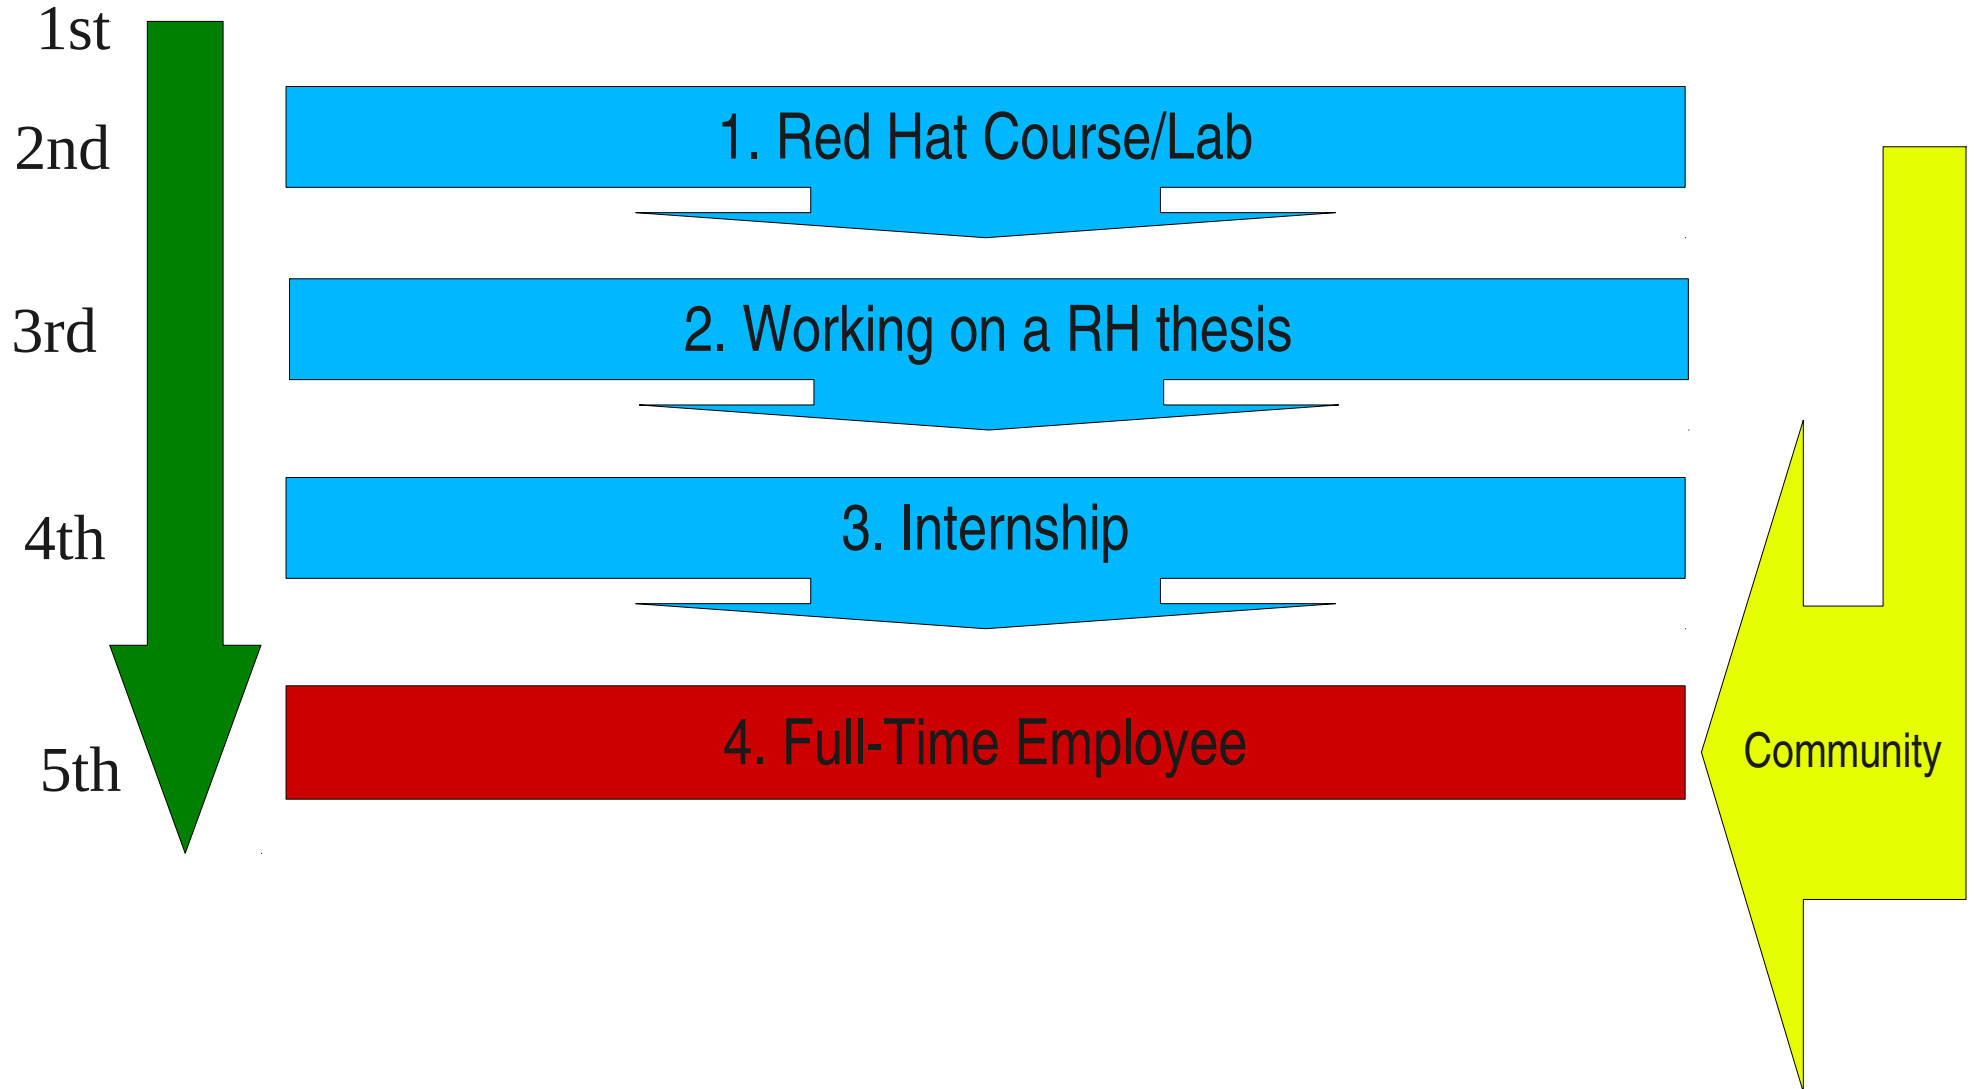 1st
2nd
1. Red Hat Course/Lab
3rd
2. Working on a RH thesis
4th
3. Internship
5th
4. Full-Time Employee
Community